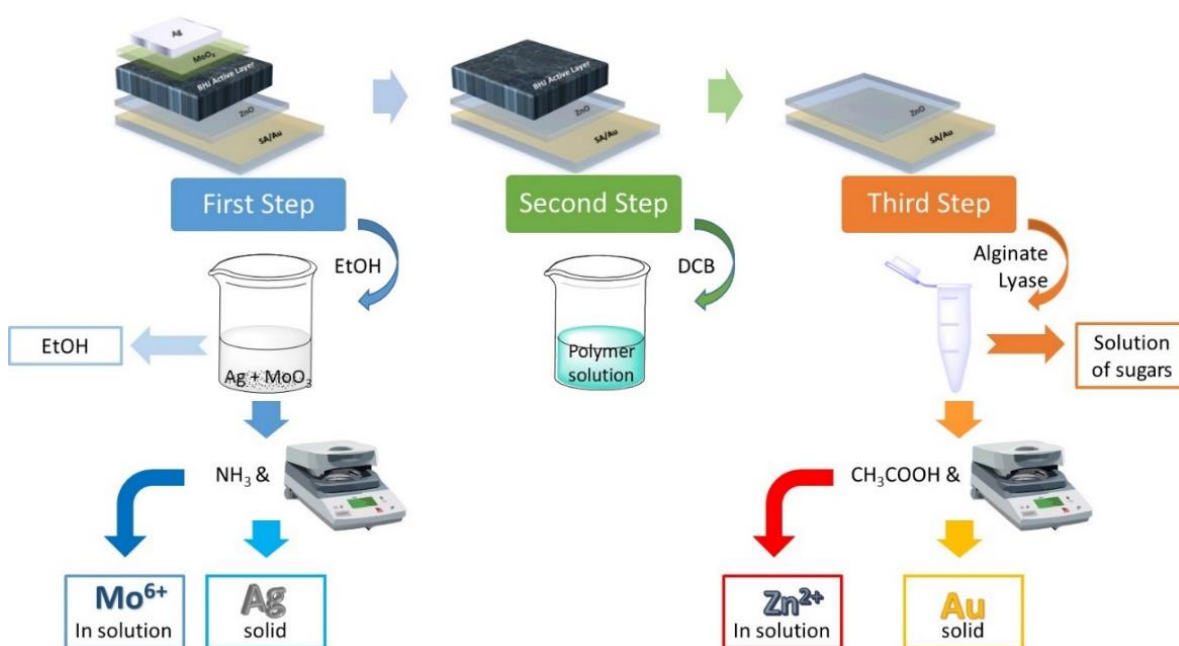 Ag
MoO₃
BHJ Active Layer
ZnO
SA/Au
BHJ Active Layer
ZnO
SA/Au
ZnO
SA/Au
First Step
Second Step
Third Step
EtOH
DCB
Alginate
Lyase
EtOH
Ag + MoO₃
Polymer
solution
Solution
of sugars
NH₃ &
CH₃COOH &
Mo⁶⁺
In solution
Ag
solid
Zn²⁺
In solution
Au
solid